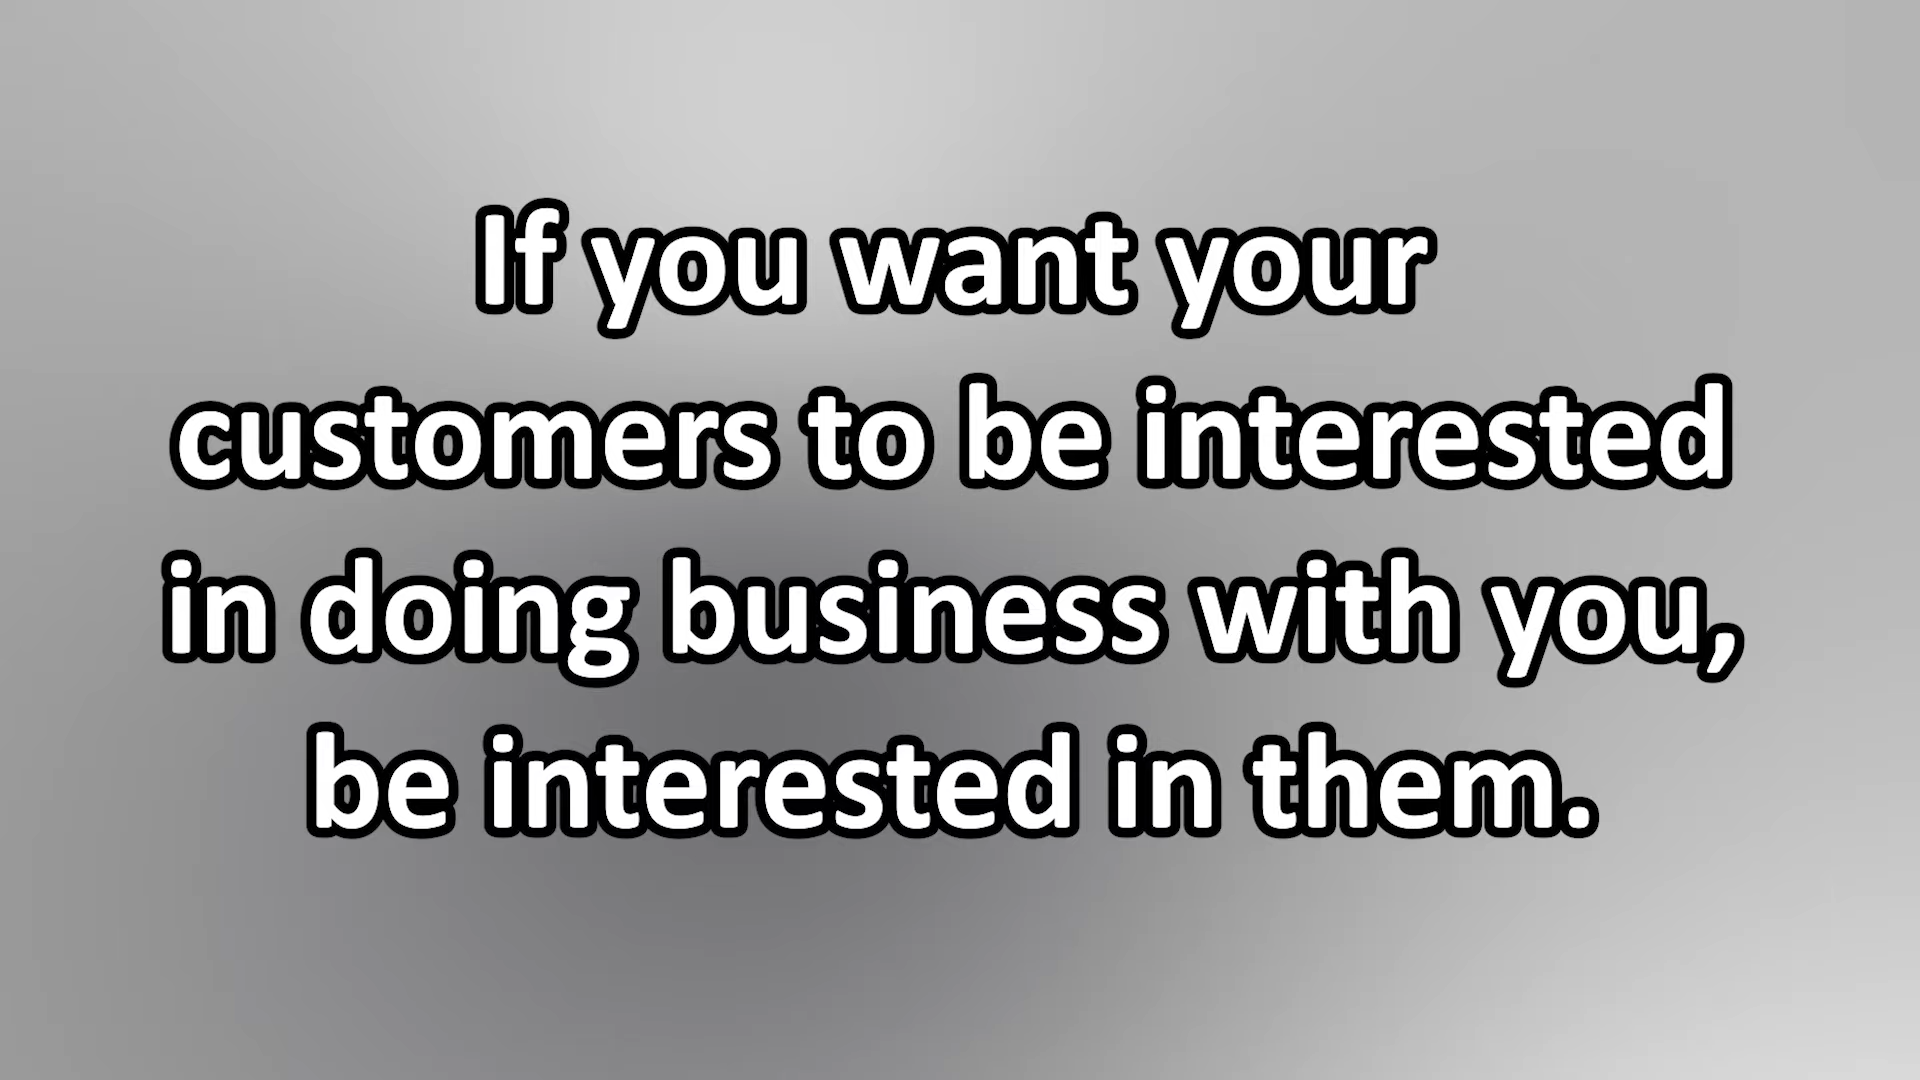 If you want your
customers to be interested
in doing business with you,
be interested in them.